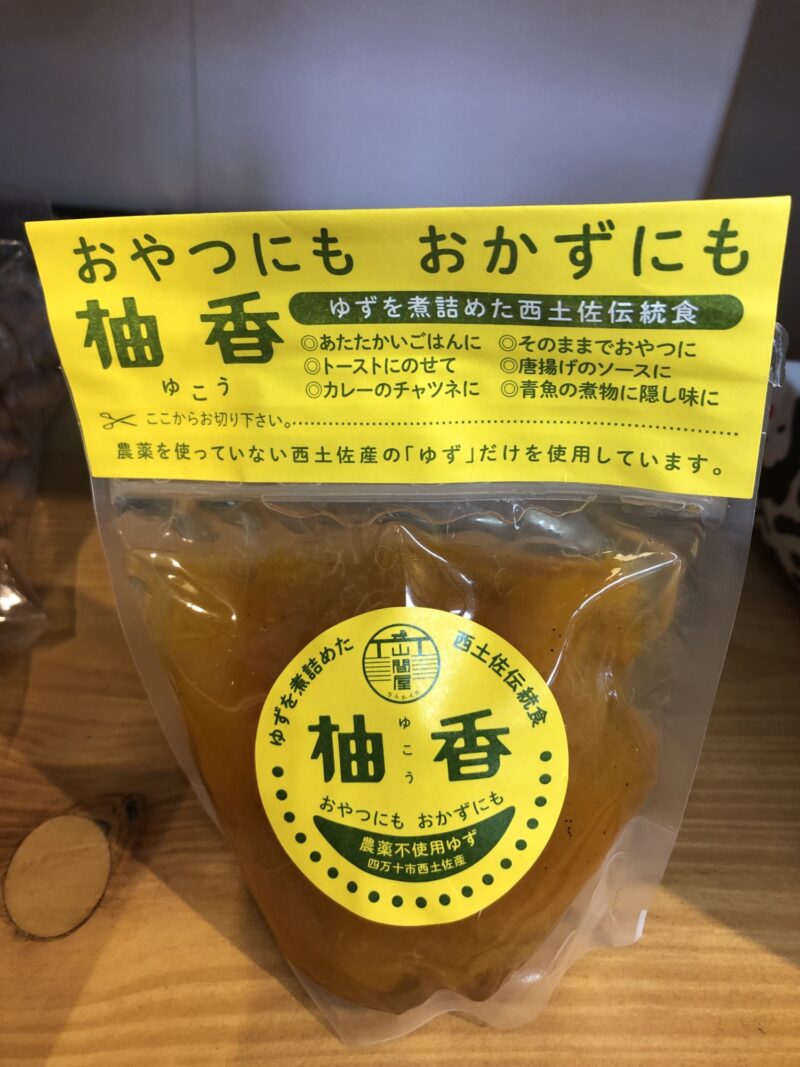 おやつにも おかずにも
柚香
ゆこう
ゆずを煮詰めた西土佐伝統食
◎あたたかいごはんに ◎そのままでおやつに
◎トーストにのせて ◎唐揚げのソースに
◎カレーのチャツネに ◎青魚の煮物に隠し味に
ここからお切り下さい。
農薬を使っていない西土佐産の「ゆず」だけを使用しています。
ゆずを煮詰めた 西土佐伝統食
山間屋
さんかんや
柚香
ゆこう
おやつにも おかずにも
農薬不使用ゆず
四万十市西土佐産